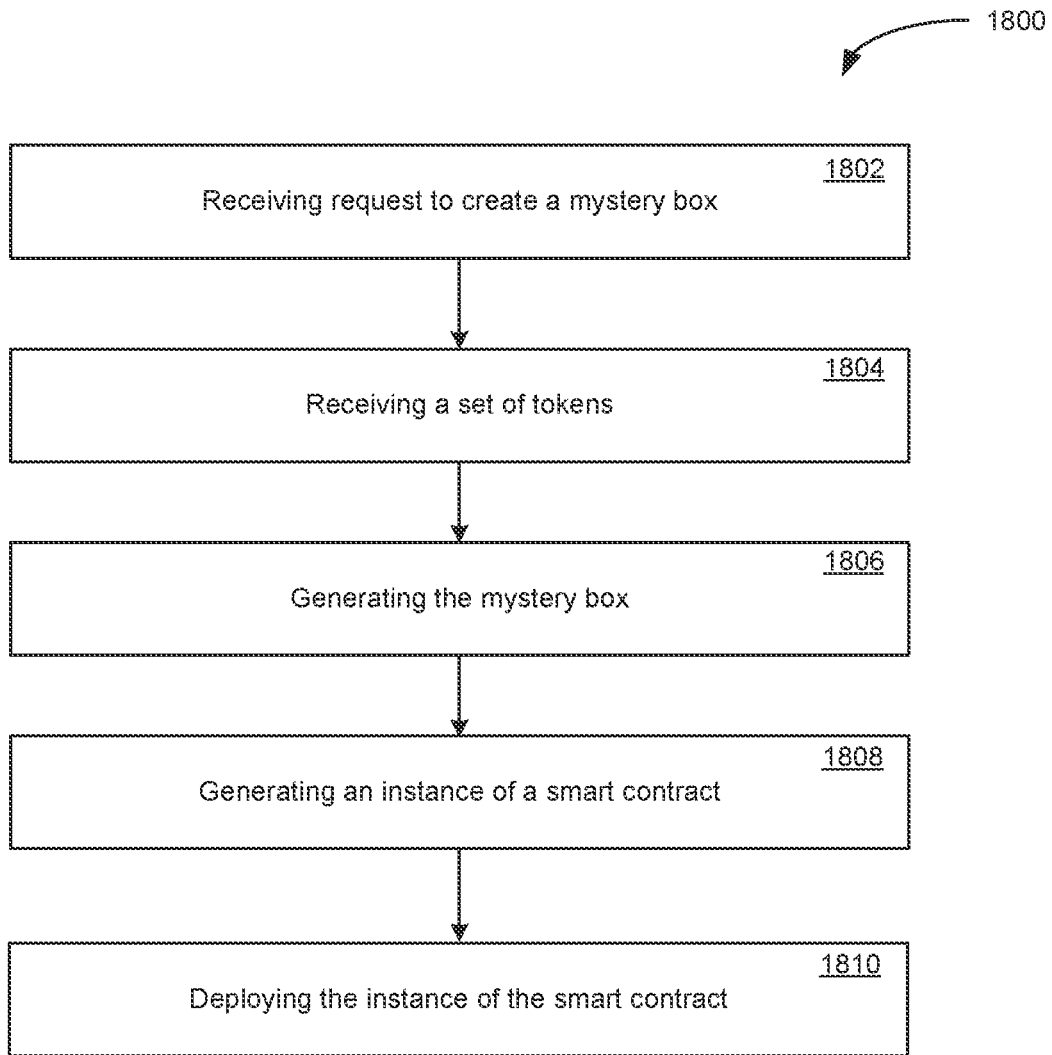 1800
1802
Receiving request to create a mystery box
1804
Receiving a set of tokens
1806
Generating the mystery box
1808
Generating an instance of a smart contract
1810
Deploying the instance of the smart contract